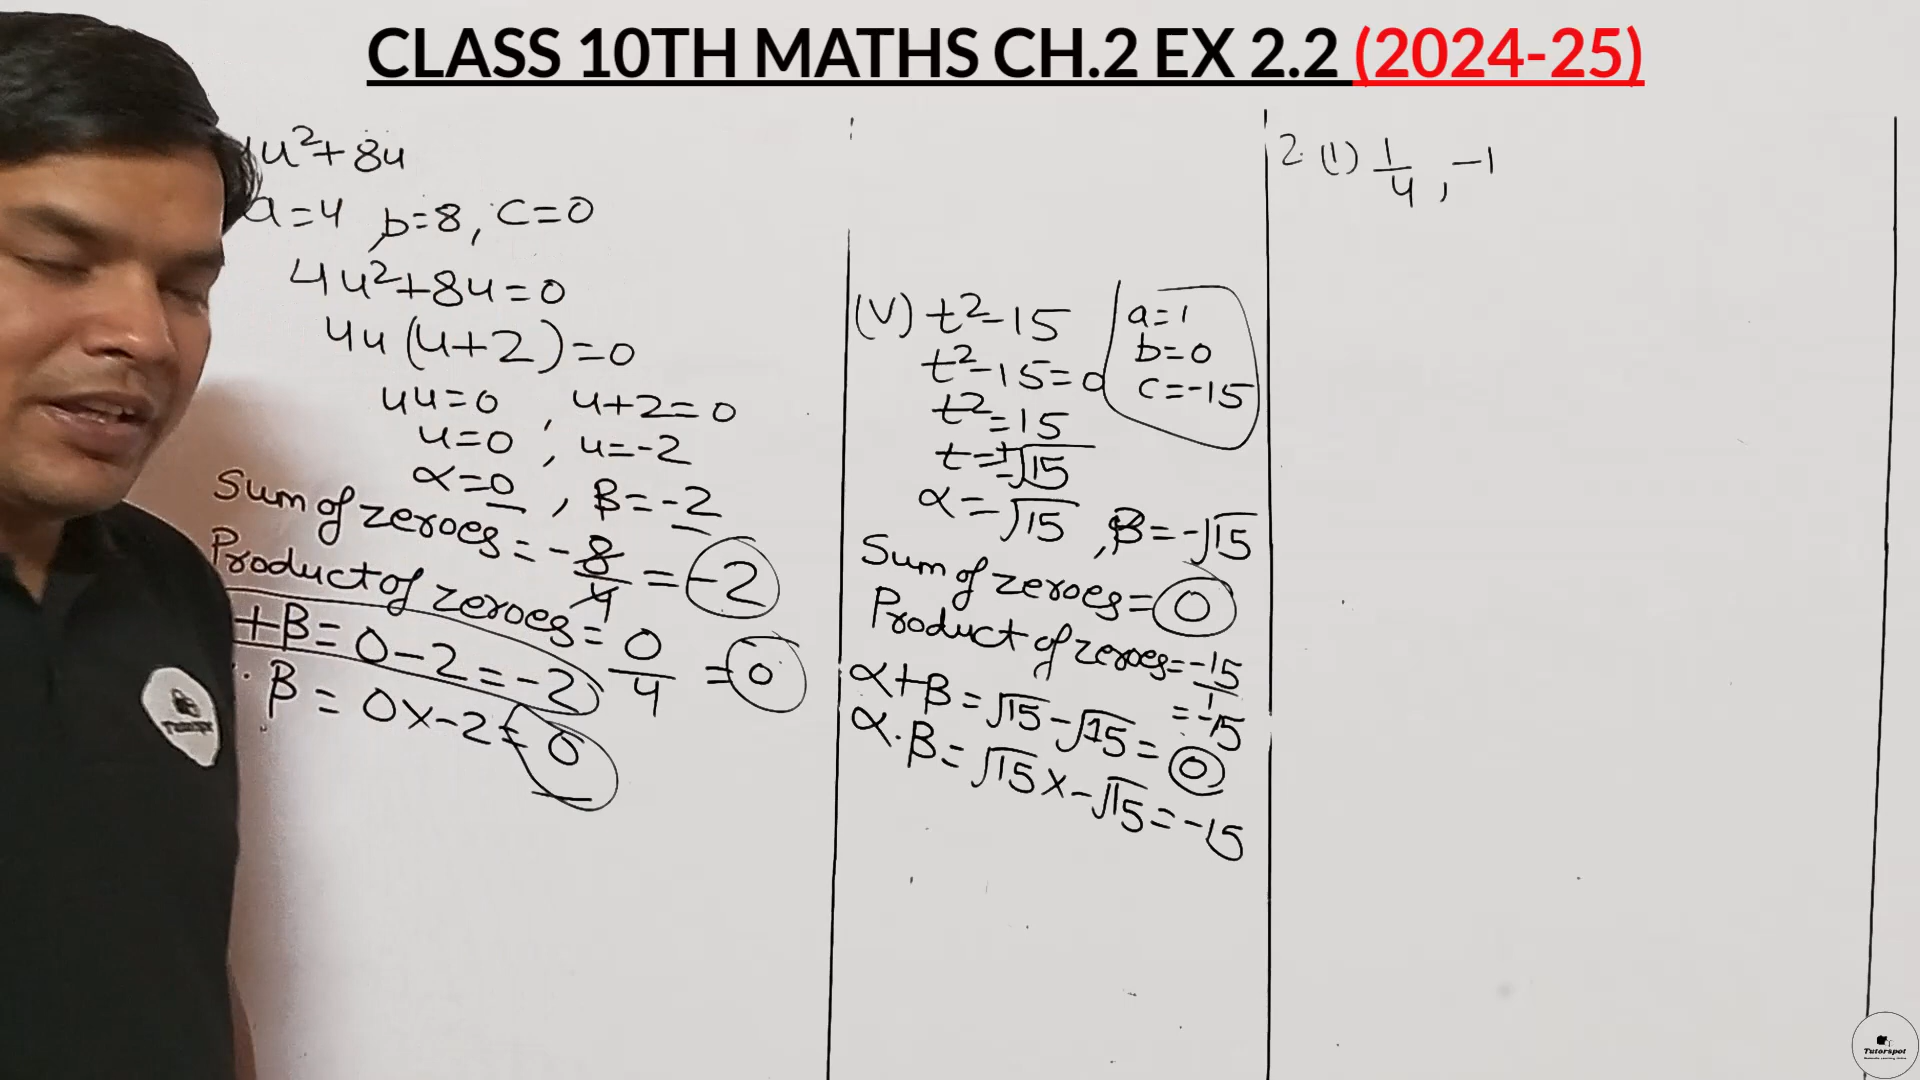 CLASS 10TH MATHS CH.2 EX 2.2 (2024-25)
4u²+8u
a=4, b=8, c=0
4u²+8u=0
4u(u+2)=0
4u=0, u+2=0
u=0, u=-2
α=0, β=-2
Sum of zeroes = -8/4 = -2
Product of zeroes = 0/4 = 0
+β = 0-2 = -2
.β = 0x-2 = 0
(V) t²-15
a=1
b=0
c=-15
t²-15=0
t²=15
t=±√15
α=√15, β=-√15
Sum of zeroes = 0
Product of zeroes = -15/1
= -15
α+β = √15-√15 = 0
α.β = √15x-√15 = -15
2. (1) 1/4, -1
Tutorspot